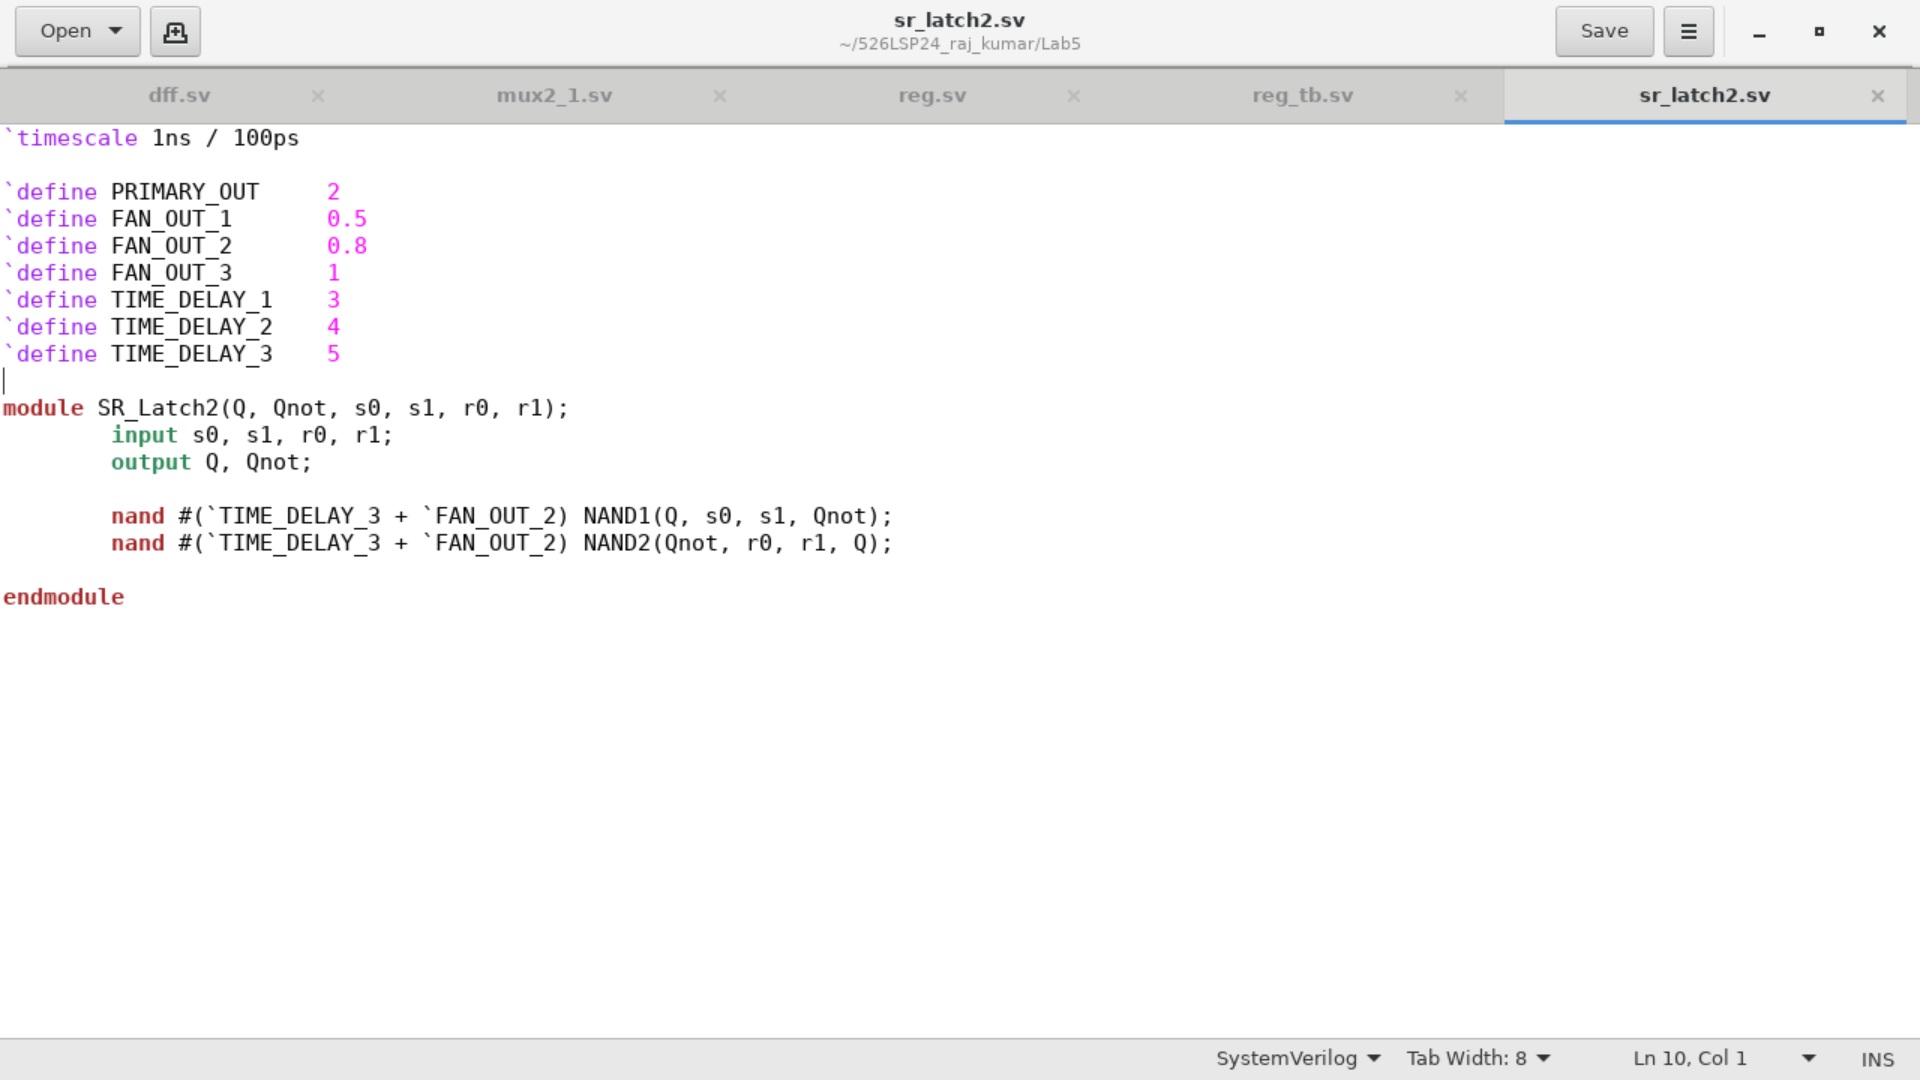 Open
sr_latch2.sv
~/526LSP24_raj_kumar/Lab5
Save
dff.sv mux2_1.sv reg.sv reg_tb.sv sr_latch2.sv
`timescale 1ns / 100ps
`define PRIMARY_OUT 2
`define FAN_OUT_1 0.5
`define FAN_OUT_2 0.8
`define FAN_OUT_3 1
`define TIME_DELAY_1 3
`define TIME_DELAY_2 4
`define TIME_DELAY_3 5
module SR_Latch2(Q, Qnot, s0, s1, r0, r1);
input s0, s1, r0, r1;
output Q, Qnot;
nand #(`TIME_DELAY_3 + `FAN_OUT_2) NAND1(Q, s0, s1, Qnot);
nand #(`TIME_DELAY_3 + `FAN_OUT_2) NAND2(Qnot, r0, r1, Q);
endmodule
SystemVerilog Tab Width: 8 Ln 10, Col 1 INS